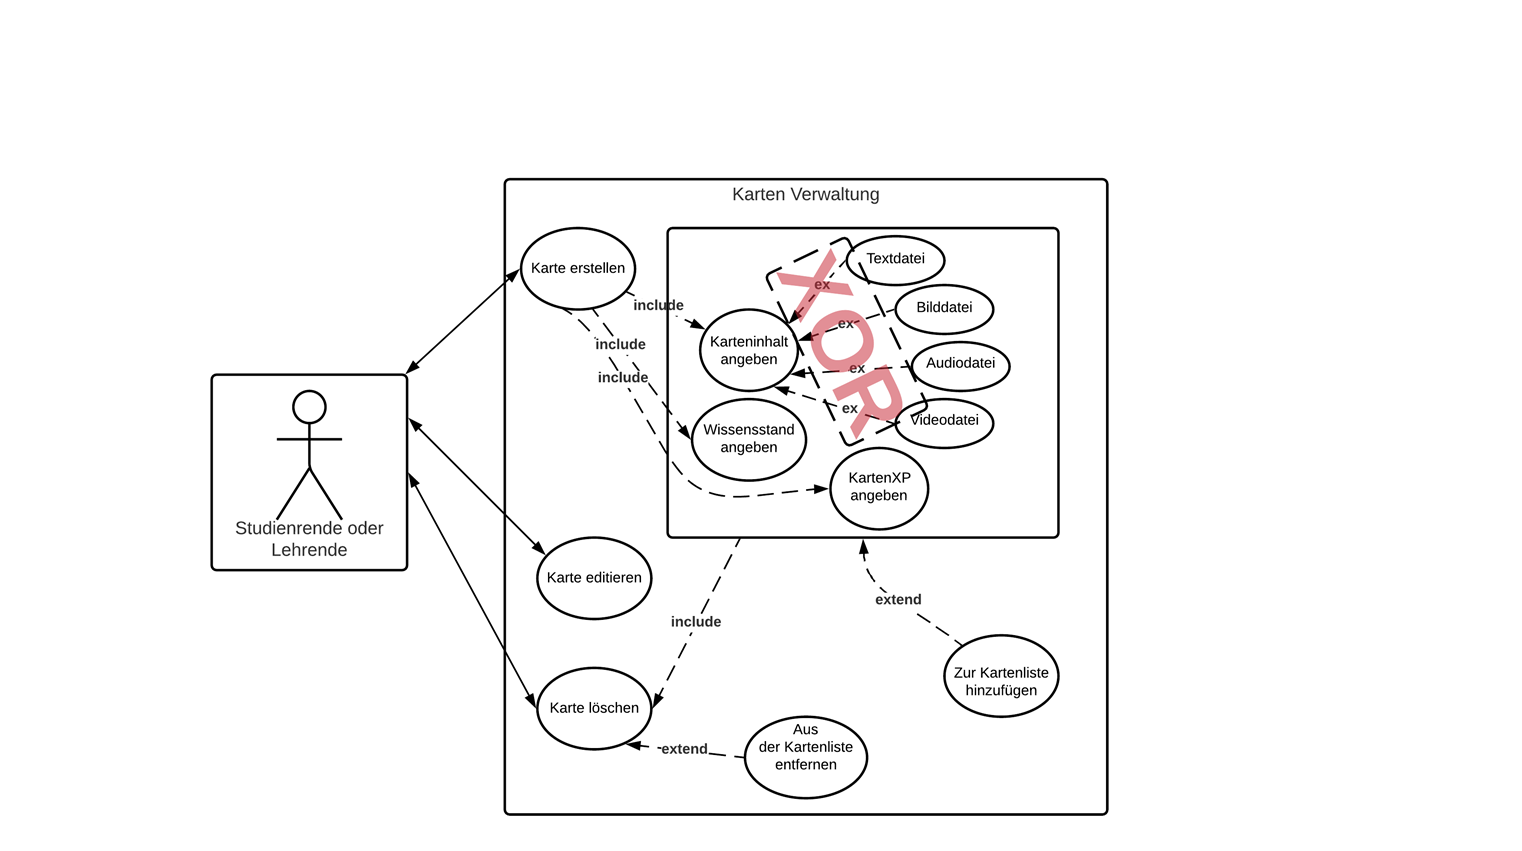 Karten Verwaltung
Karte erstellen
Textdatei
ex
include
Bilddatei
ex
XOR
Karteninhalt
angeben
include
Audiodatei
ex
include
ex
Videodatei
Wissensstand
angeben
KartenXP
angeben
Studienrende oder
Lehrende
Karte editieren
extend
include
Zur Kartenliste
hinzufügen
Karte löschen
Aus
der Kartenliste
entfernen
extend